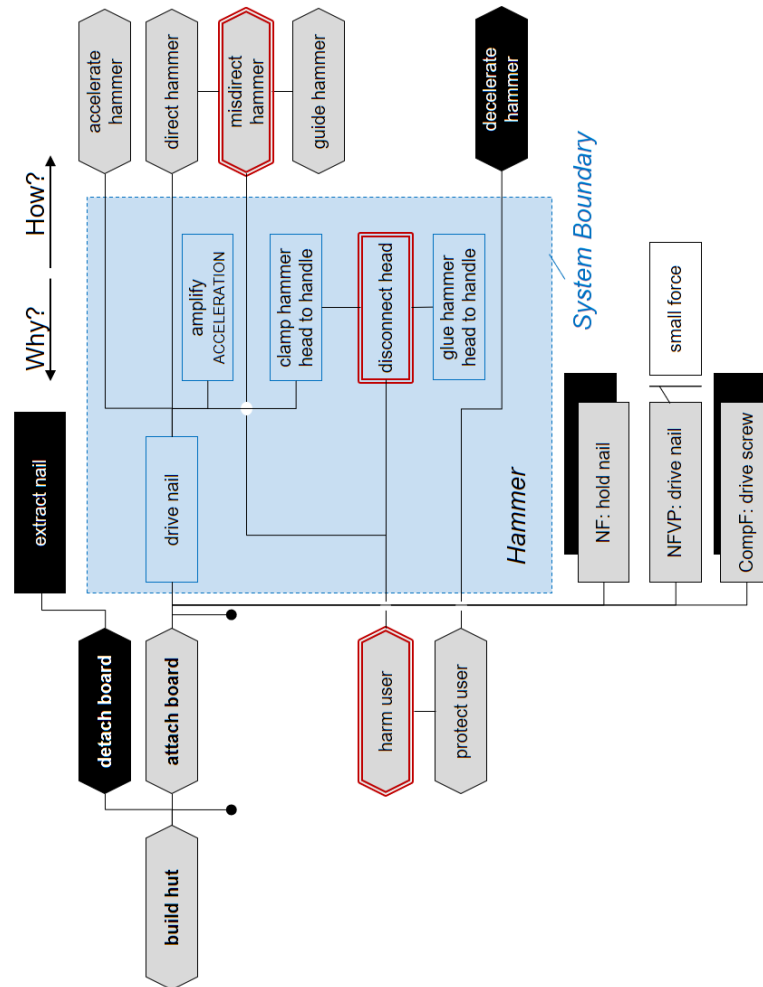 Why?
How?
build hut
detach board
attach board
extract nail
drive nail
accelerate
hammer
direct hammer
misdirect
hammer
guide hammer
amplify
ACCELERATION
clamp hammer
head to handle
disconnect head
glue hammer
head to handle
decelerate
hammer
harm user
protect user
Hammer
System Boundary
NF: hold nail
NFVP: drive nail
small force
CompF: drive screw